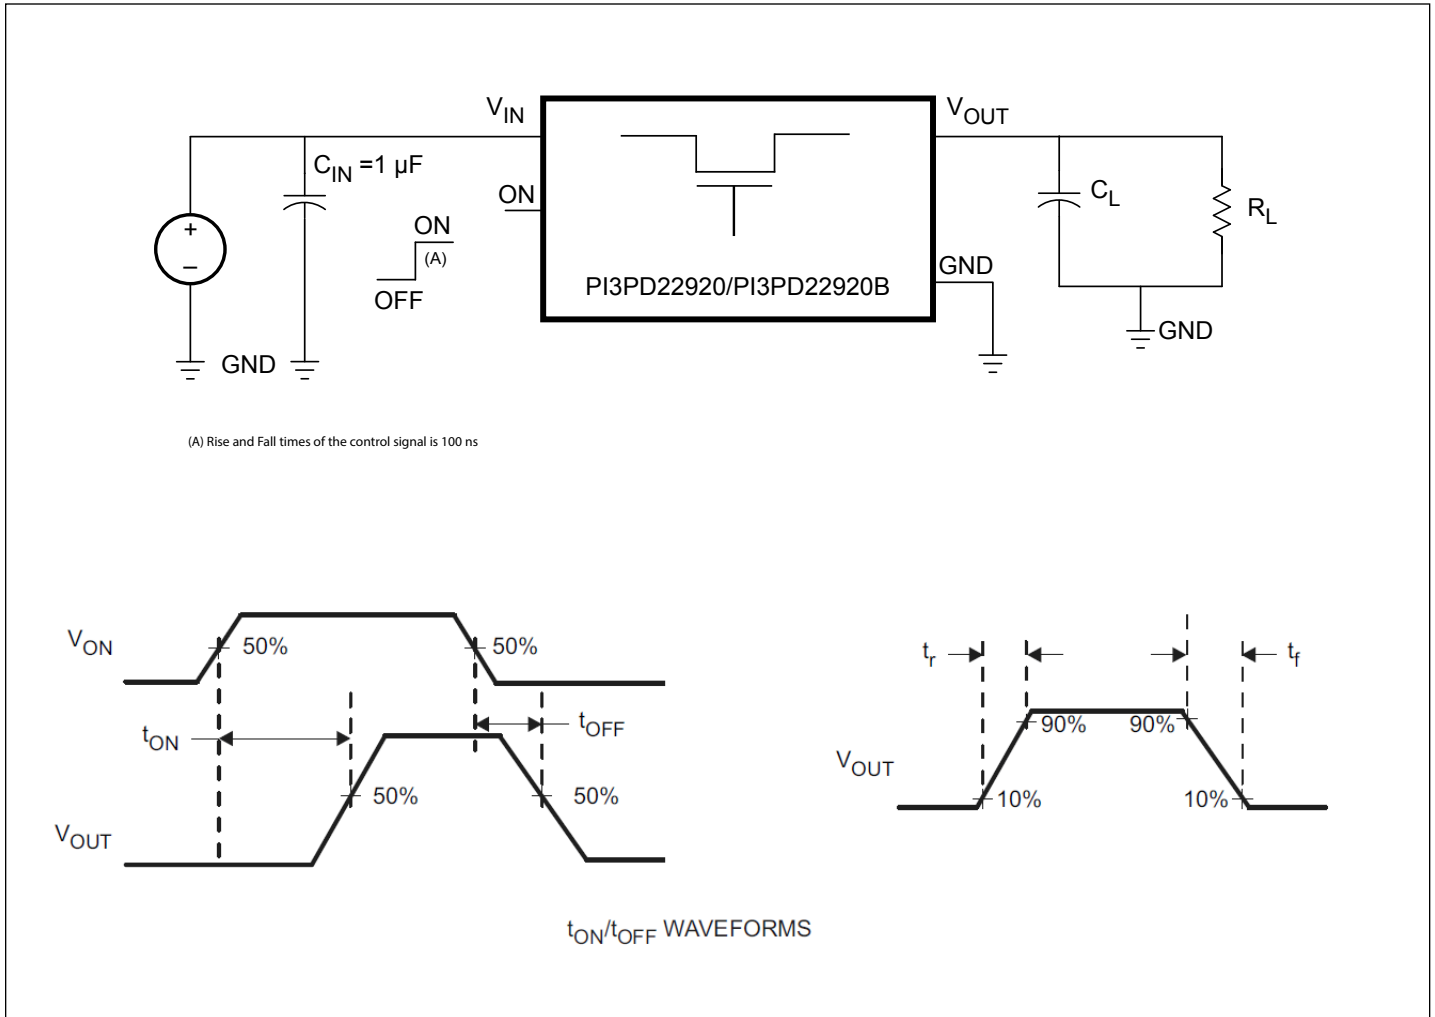 VIN
VOUT
CIN =1 µF
ON
CL
RL
ON
(A)
OFF
+
–
GND
PI3PD22920/PI3PD22920B
GND
GND
(A) Rise and Fall times of the control signal is 100 ns
VON
50%
50%
tON
tOFF
50%
50%
VOUT
tr
tf
90%
90%
VOUT
10%
10%
tON/tOFF WAVEFORMS